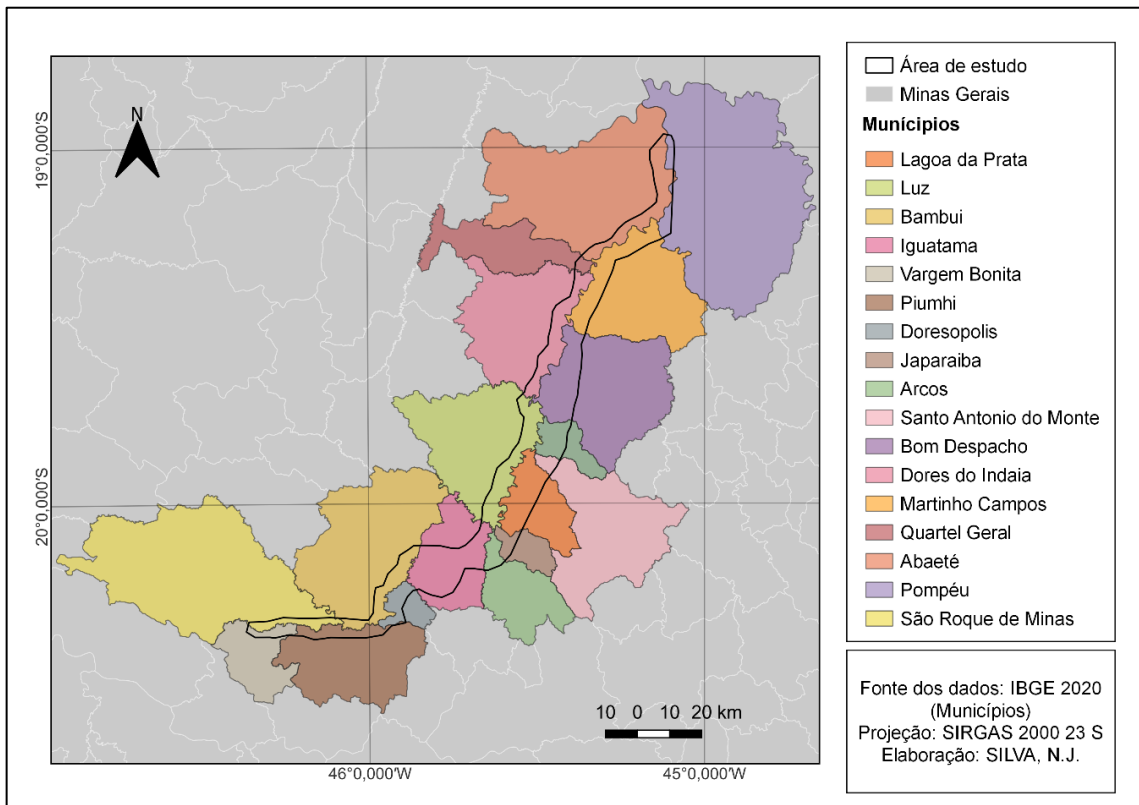 N
19°0,000'S
20°0,000'S
46°0,000'W
45°0,000'W
10 0 10 20 km
Área de estudo
Minas Gerais
Munícipios
Lagoa da Prata
Luz
Bambui
Iguatama
Vargem Bonita
Piumhi
Doresopolis
Japaraiba
Arcos
Santo Antonio do Monte
Bom Despacho
Dores do Indaia
Martinho Campos
Quartel Geral
Abaeté
Pompéu
São Roque de Minas
Fonte dos dados: IBGE 2020
(Municípios)
Projeção: SIRGAS 2000 23 S
Elaboração: SILVA, N.J.